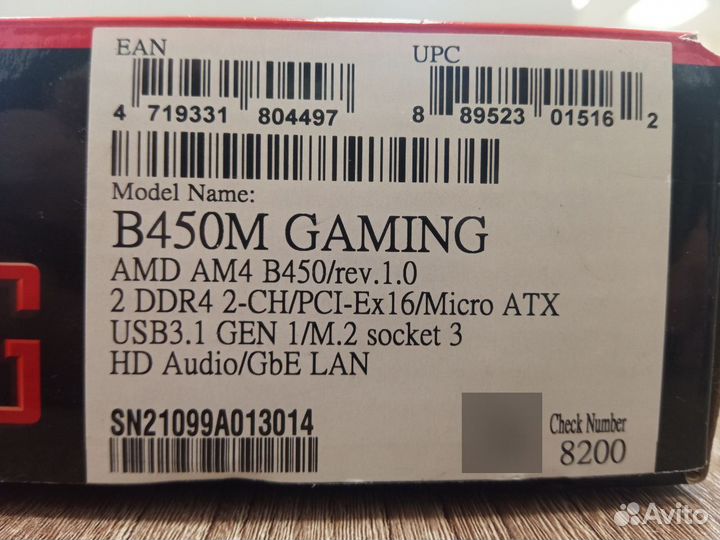 EAN
UPC
4 719331 804497
8 89523 01516 2
Model Name:
B450M GAMING
AMD AM4 B450/rev.1.0
2 DDR4 2-CH/PCI-Ex16/Micro ATX
USB3.1 GEN 1/M.2 socket 3
HD Audio/GbE LAN
SN21099A013014
Check Number
8200
G
Avito